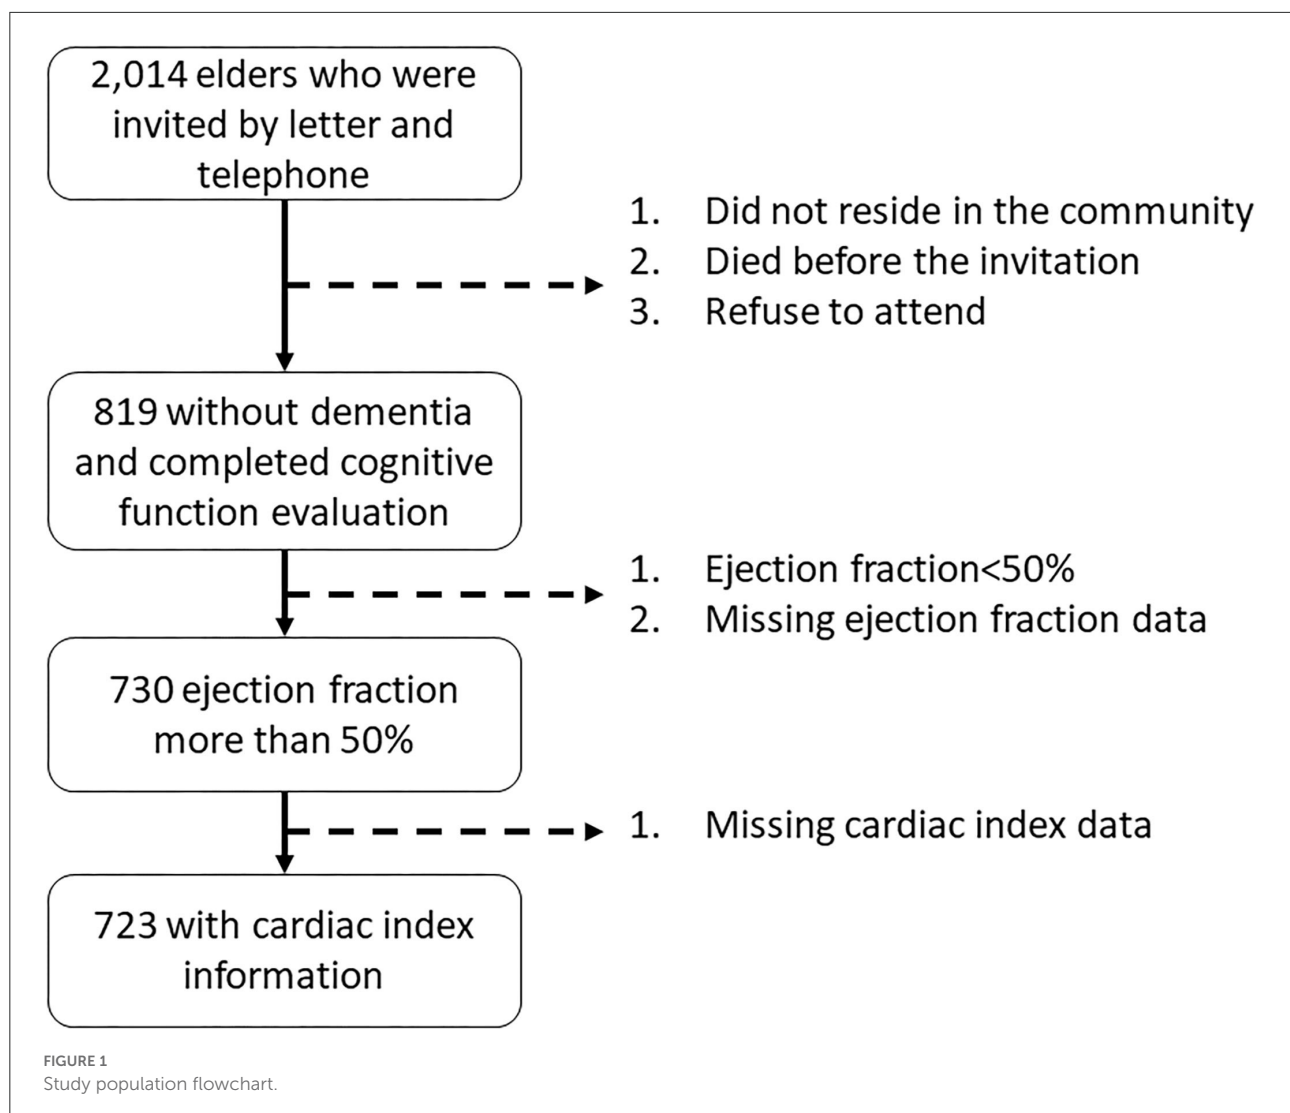 2,014 elders who were
invited by letter and
telephone
1. Did not reside in the community
2. Died before the invitation
3. Refuse to attend
819 without dementia
and completed cognitive
function evaluation
1. Ejection fraction<50%
2. Missing ejection fraction data
730 ejection fraction
more than 50%
1. Missing cardiac index data
723 with cardiac index
information
FIGURE 1
Study population flowchart.